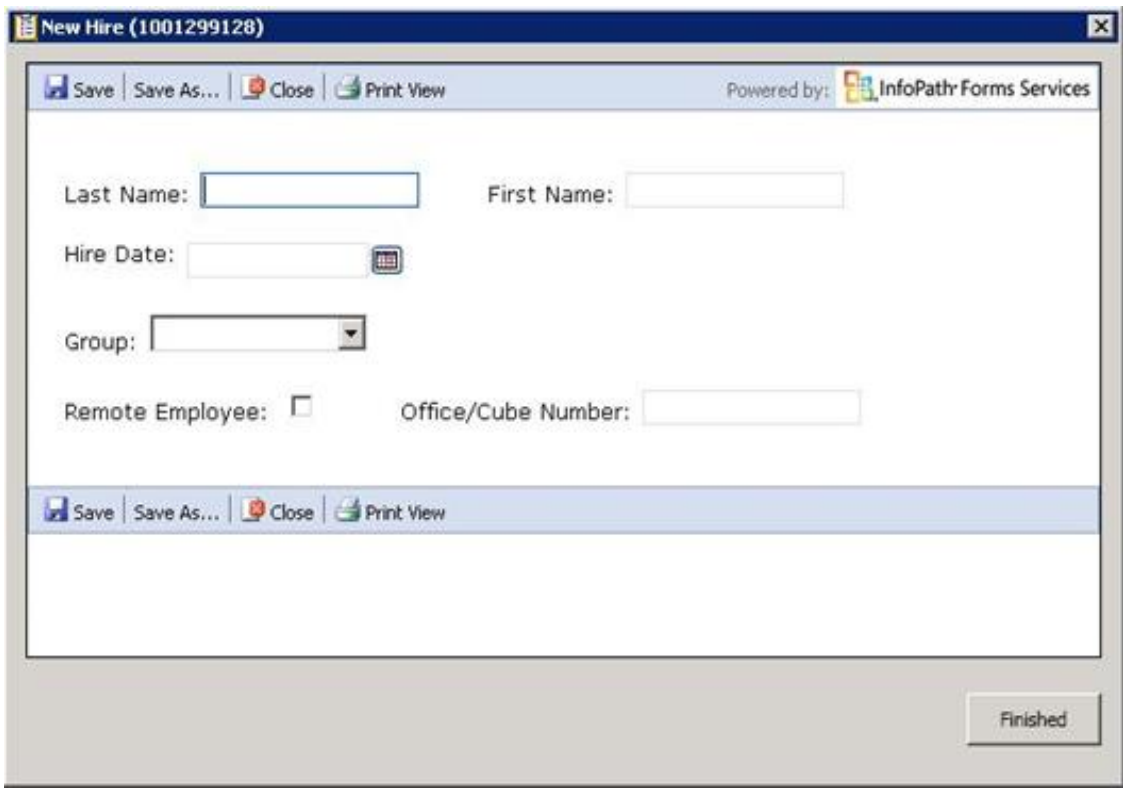 New Hire (1001299128)
Save Save As... Close Print View Powered by: InfoPath Forms Services
Last Name: First Name:
Hire Date:
Group:
Remote Employee: Office/Cube Number:
Save Save As... Close Print View
Finished